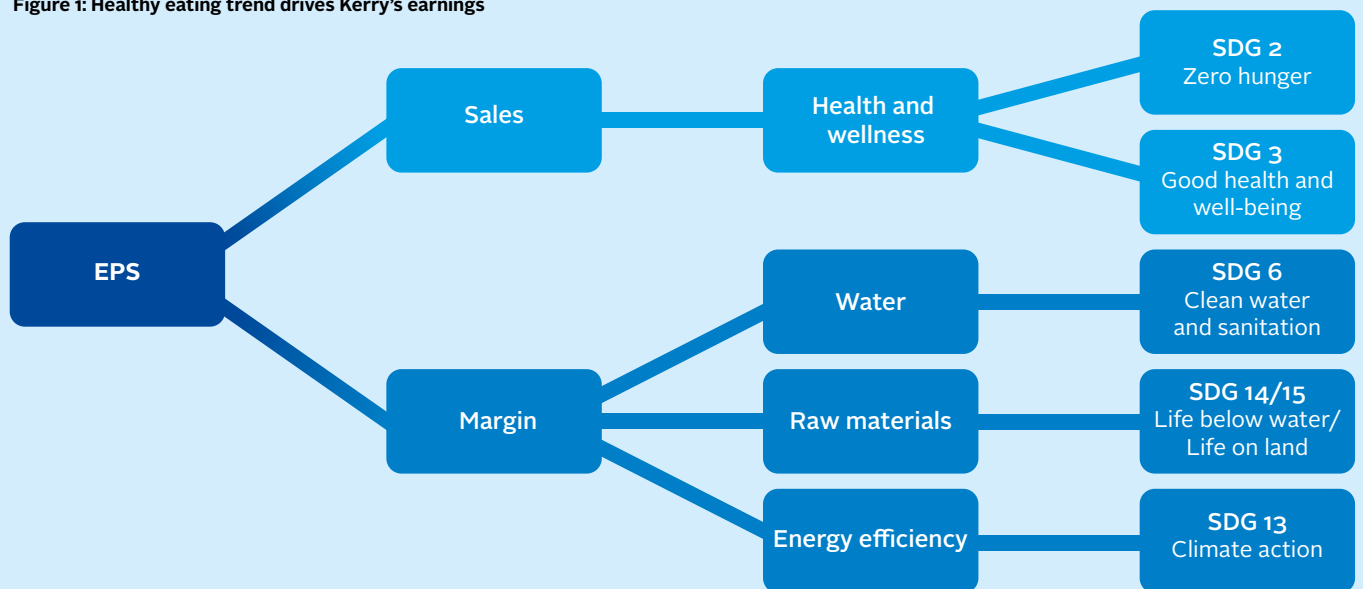 Figure 1: Healthy eating trend drives Kerry's earnings
EPS
Sales
Health and
wellness
SDG 2
Zero hunger
SDG 3
Good health and
well-being
Margin
Water
SDG 6
Clean water
and sanitation
Raw materials
SDG 14/15
Life below water/
Life on land
Energy efficiency
SDG 13
Climate action